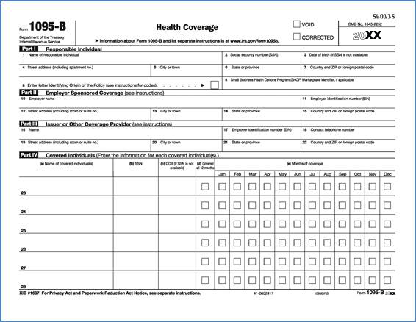 560115
Form 1095-B
Department of the Treasury
Internal Revenue Service
Health Coverage
▶ Information about Form 1095-B and its separate instructions is at www.irs.gov/form1095b.
VOID
CORRECTED
OMB No. 1545-2252
20XX
Part I Responsible Individual
1 Name of responsible individual
2 Social security number (SSN)
3 Date of birth (If SSN is not available)
4 Street address (including apartment no.)
5 City or town
6 State or province
7 Country and ZIP or foreign postal code
8 Enter letter identifying Origin of the Policy (see instructions for codes):
9 Small Business Health Options Program (SHOP) Marketplace identifier, if applicable
Part II Employer Sponsored Coverage (see instructions)
10 Employer name
11 Employer identification number (EIN)
12 Street address (including room or suite no.)
13 City or town
14 State or province
15 Country and ZIP or foreign postal code
Part III Issuer or Other Coverage Provider (see instructions)
16 Name
17 Employer identification number (EIN)
18 Contact telephone number
19 Street address (including room or suite no.)
20 City or town
21 State or province
22 Country and ZIP or foreign postal code
Part IV Covered Individuals (Enter the information for each covered individual(s).)
(a) Name of covered individual(s)
(b) SSN
(c) DOB (If SSN is not available)
(d) Covered all 12 months
(e) Months of coverage
Jan Feb Mar Apr May Jun Jul Aug Sep Oct Nov Dec
23
24
25
26
27
28
For Privacy Act and Paperwork Reduction Act Notice, see separate instructions.
Form 1095-B